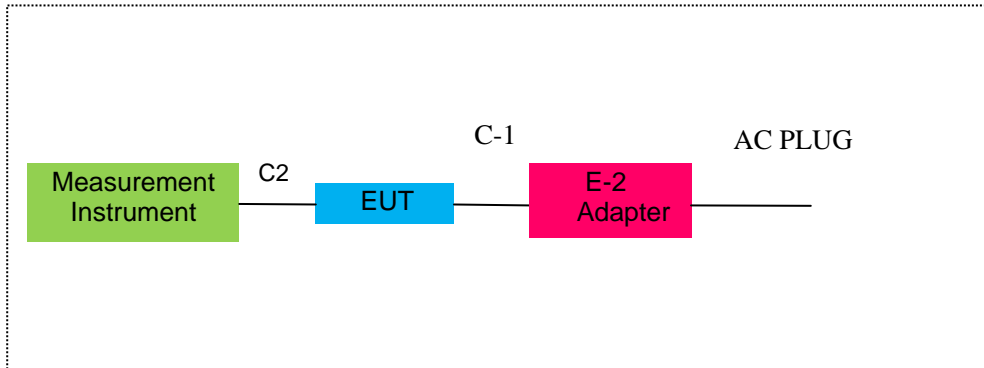 C-1
AC PLUG
Measurement
Instrument
C2
EUT
E-2
Adapter